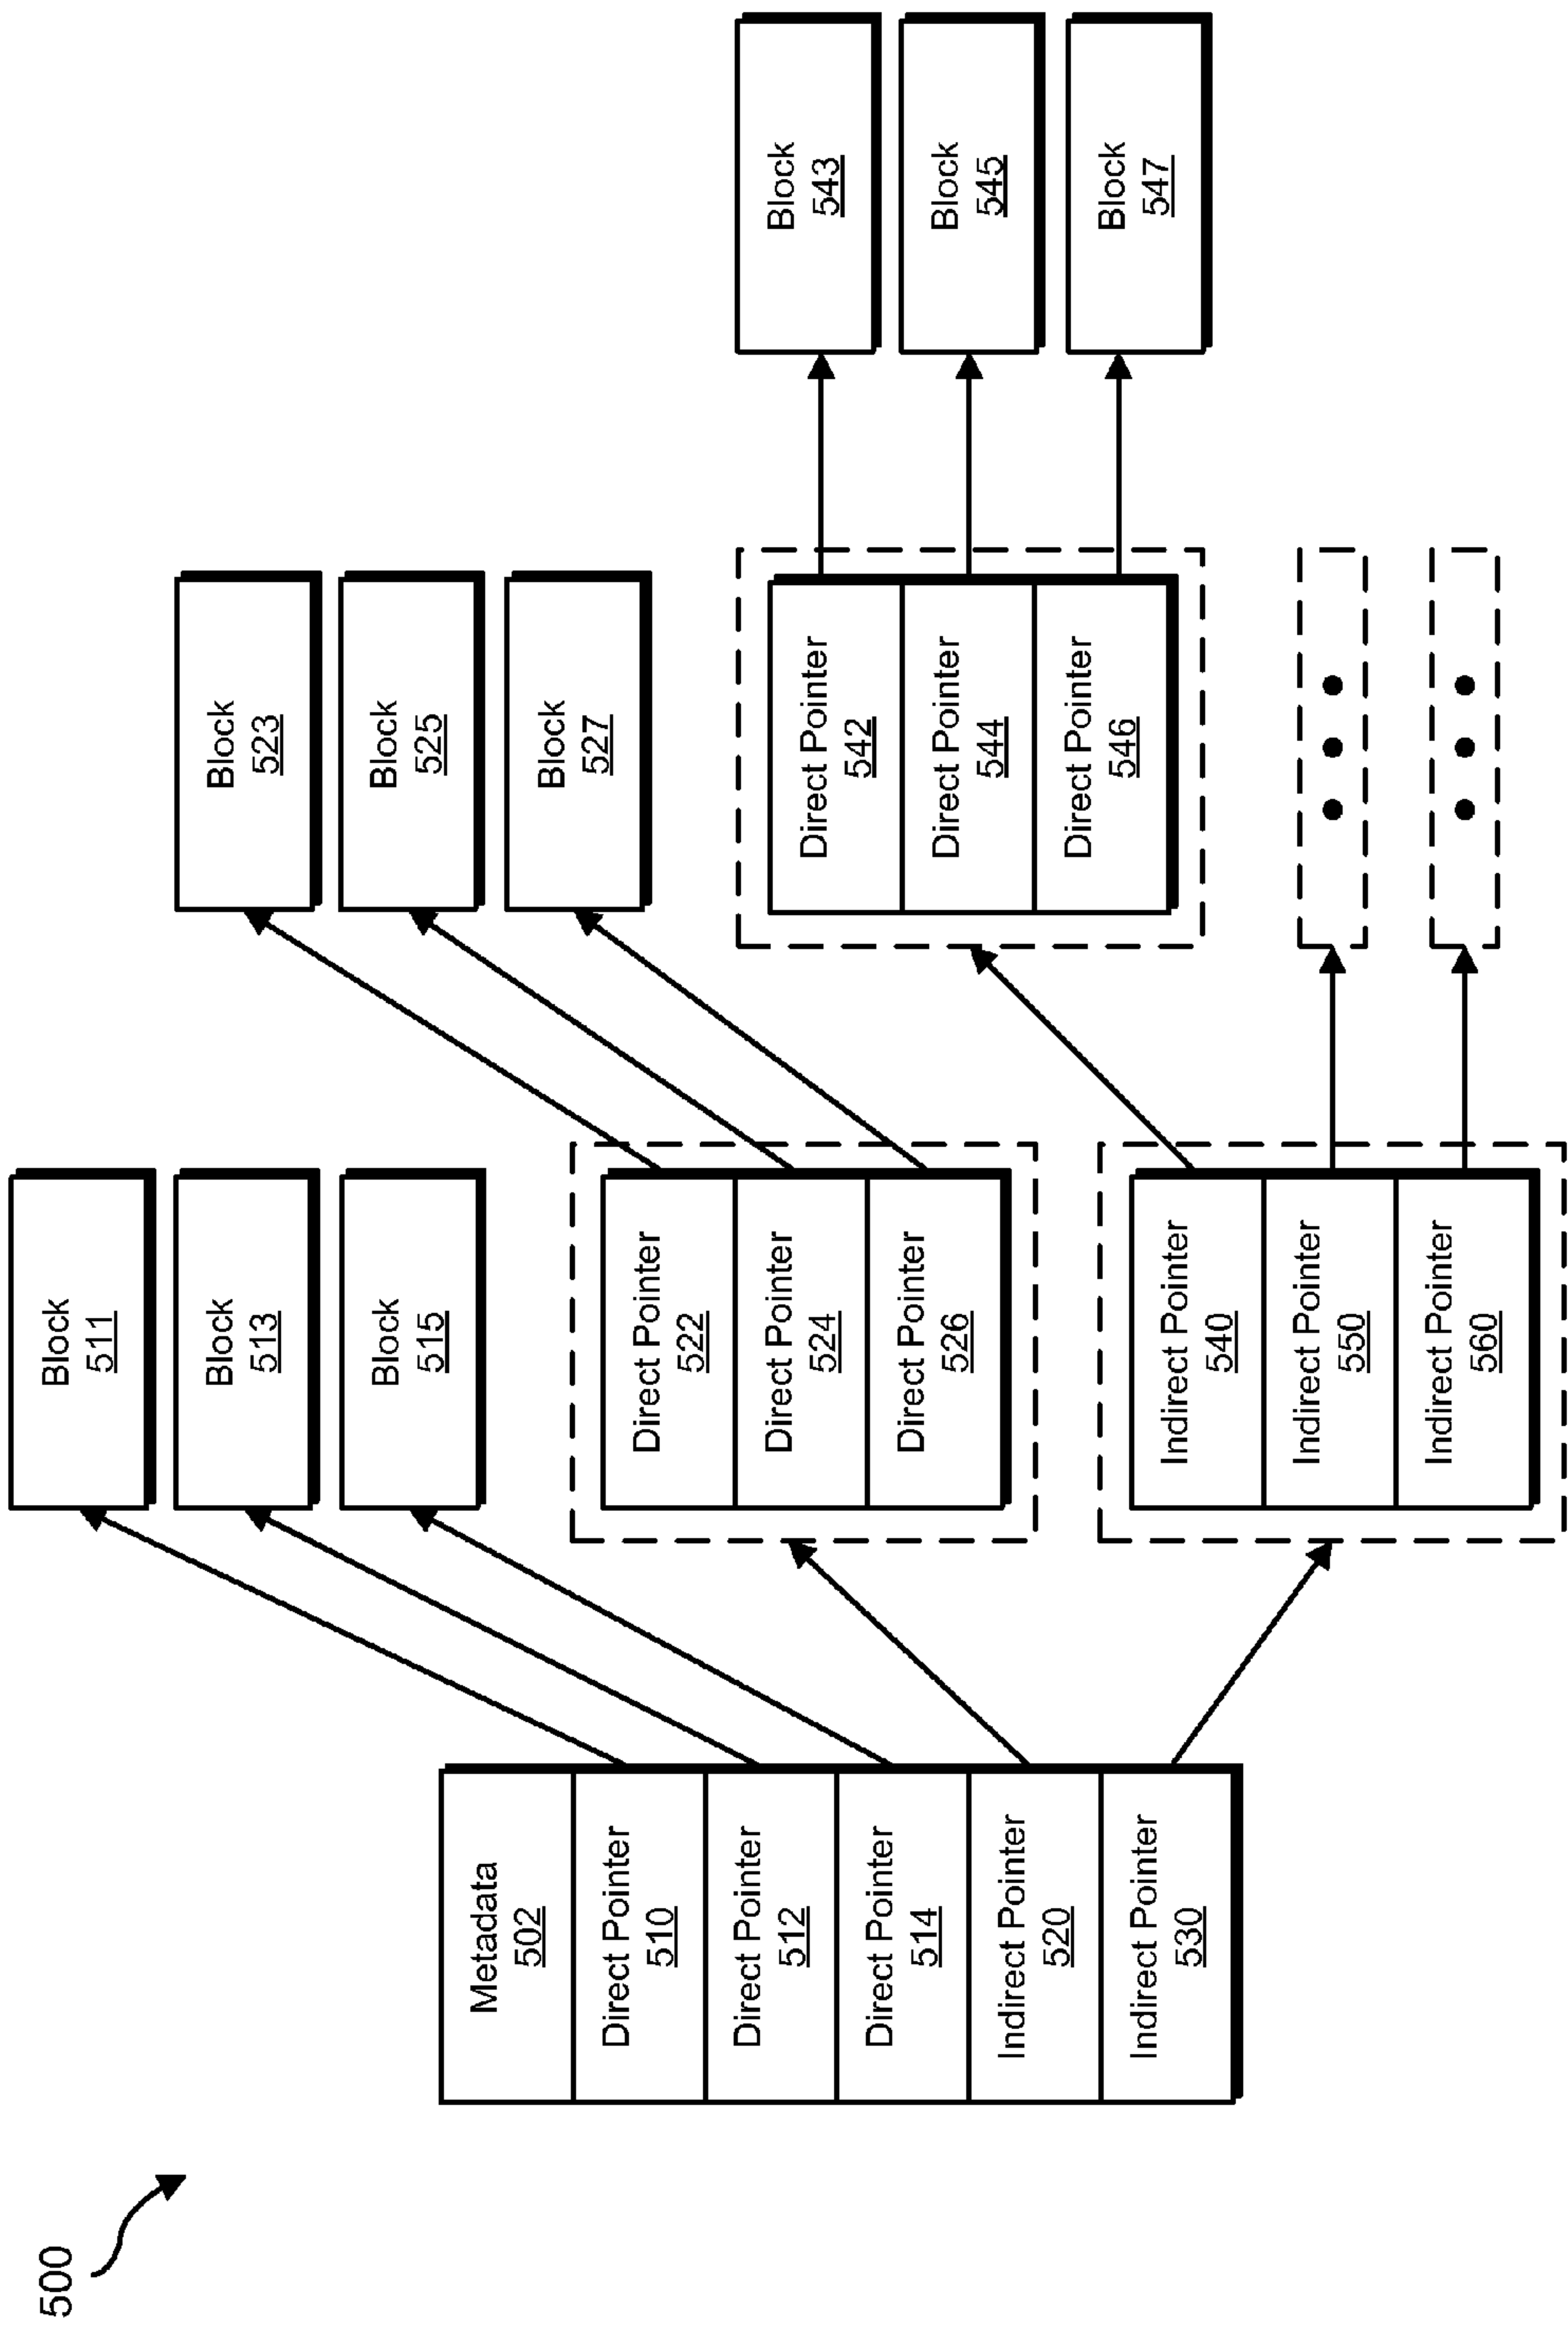 500
Metadata
502
Direct Pointer
510
Direct Pointer
512
Direct Pointer
514
Indirect Pointer
520
Indirect Pointer
530
Block
511
Block
513
Block
515
Direct Pointer
522
Direct Pointer
524
Direct Pointer
526
Indirect Pointer
540
Indirect Pointer
550
Indirect Pointer
560
Block
523
Block
525
Block
527
Direct Pointer
542
Direct Pointer
544
Direct Pointer
546
Block
543
Block
545
Block
547